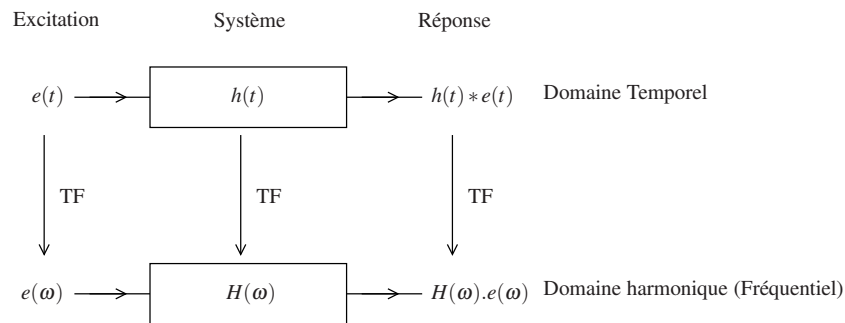 Excitation Système Réponse
e(t) h(t) h(t) ∗ e(t) Domaine Temporel
TF TF TF
e(ω) H(ω) H(ω).e(ω) Domaine harmonique (Fréquentiel)